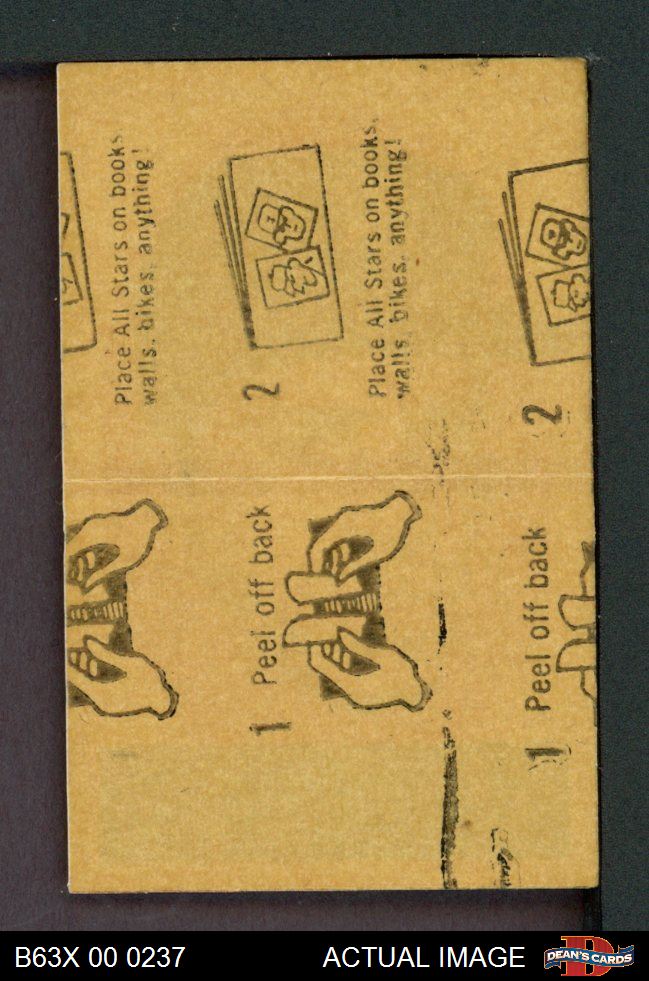 Place All Stars on books,
walls, bikes, anything!
2
Place All Stars on books,
walls, bikes, anything!
2
1 Peel off back
1 Peel off back
B63X 00 0237
ACTUAL IMAGE
DEAN'S CARDS